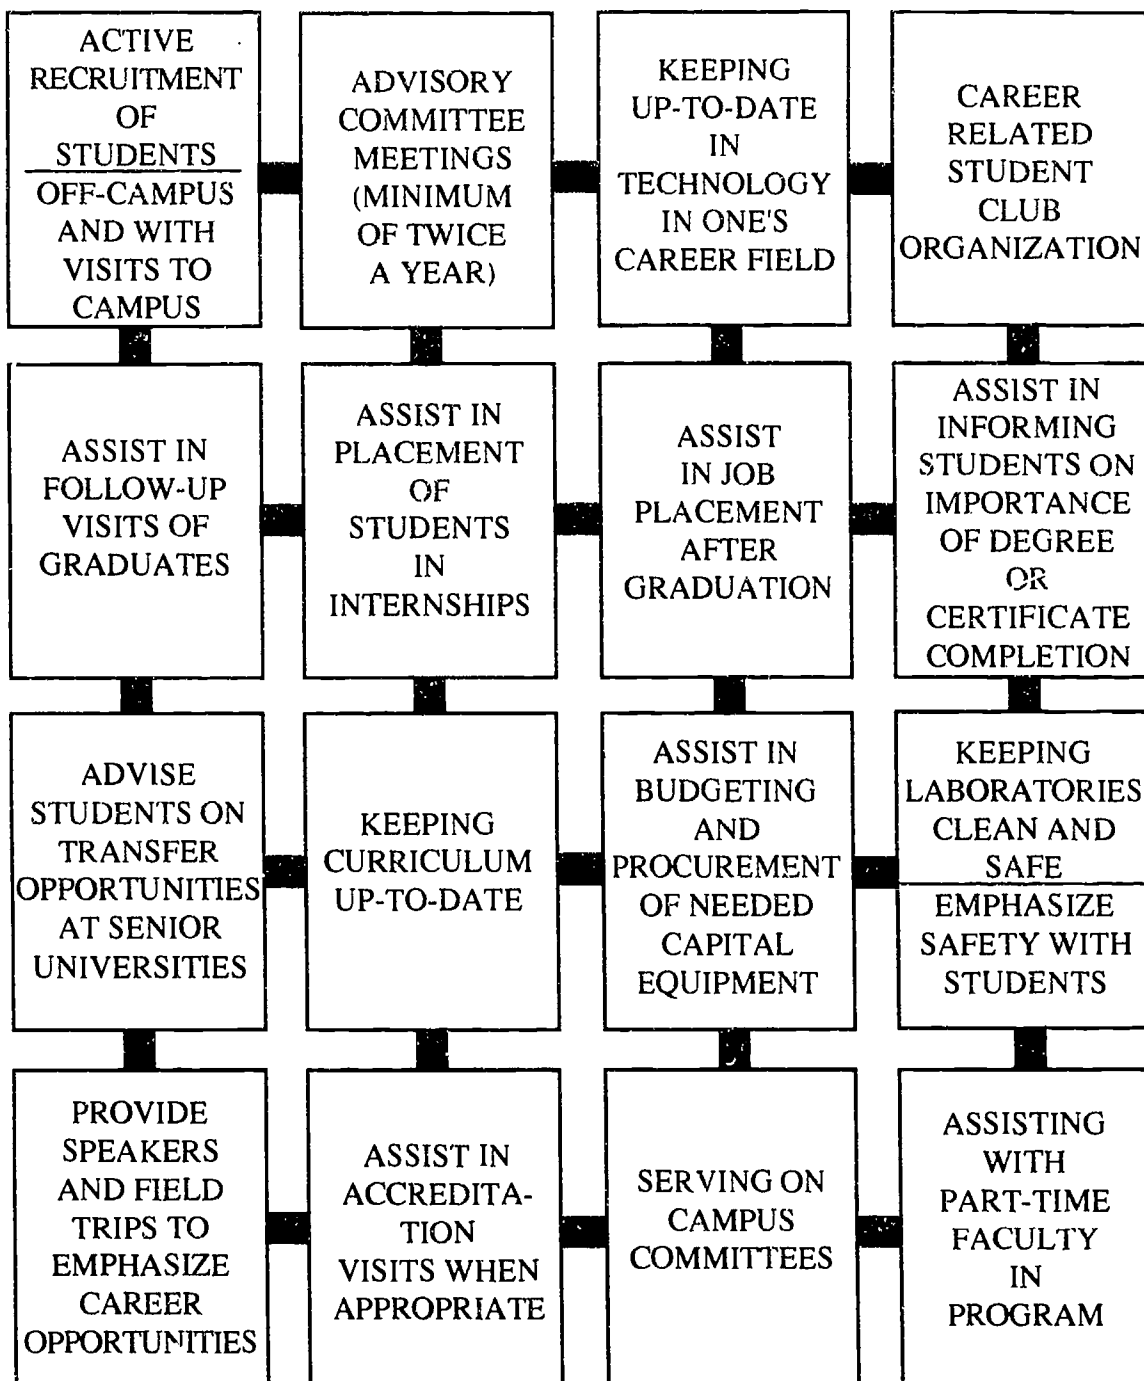 ACTIVE
RECRUITMENT
OF
STUDENTS
OFF-CAMPUS
AND WITH
VISITS TO
CAMPUS
ADVISORY
COMMITTEE
MEETINGS
(MINIMUM
OF TWICE
A YEAR)
KEEPING
UP-TO-DATE
IN
TECHNOLOGY
IN ONE'S
CAREER FIELD
CAREER
RELATED
STUDENT
CLUB
ORGANIZATION
ASSIST IN
FOLLOW-UP
VISITS OF
GRADUATES
ASSIST IN
PLACEMENT
OF
STUDENTS
IN
INTERNSHIPS
ASSIST
IN JOB
PLACEMENT
AFTER
GRADUATION
ASSIST IN
INFORMING
STUDENTS ON
IMPORTANCE
OF DEGREE
OR
CERTIFICATE
COMPLETION
ADVISE
STUDENTS ON
TRANSFER
OPPORTUNITIES
AT SENIOR
UNIVERSITIES
KEEPING
CURRICULUM
UP-TO-DATE
ASSIST IN
BUDGETING
AND
PROCUREMENT
OF NEEDED
CAPITAL
EQUIPMENT
KEEPING
LABORATORIES
CLEAN AND
SAFE
EMPHASIZE
SAFETY WITH
STUDENTS
PROVIDE
SPEAKERS
AND FIELD
TRIPS TO
EMPHASIZE
CAREER
OPPORTUNITIES
ASSIST IN
ACCREDITA-
TION
VISITS WHEN
APPROPRIATE
SERVING ON
CAMPUS
COMMITTEES
ASSISTING
WITH
PART-TIME
FACULTY
IN
PROGRAM